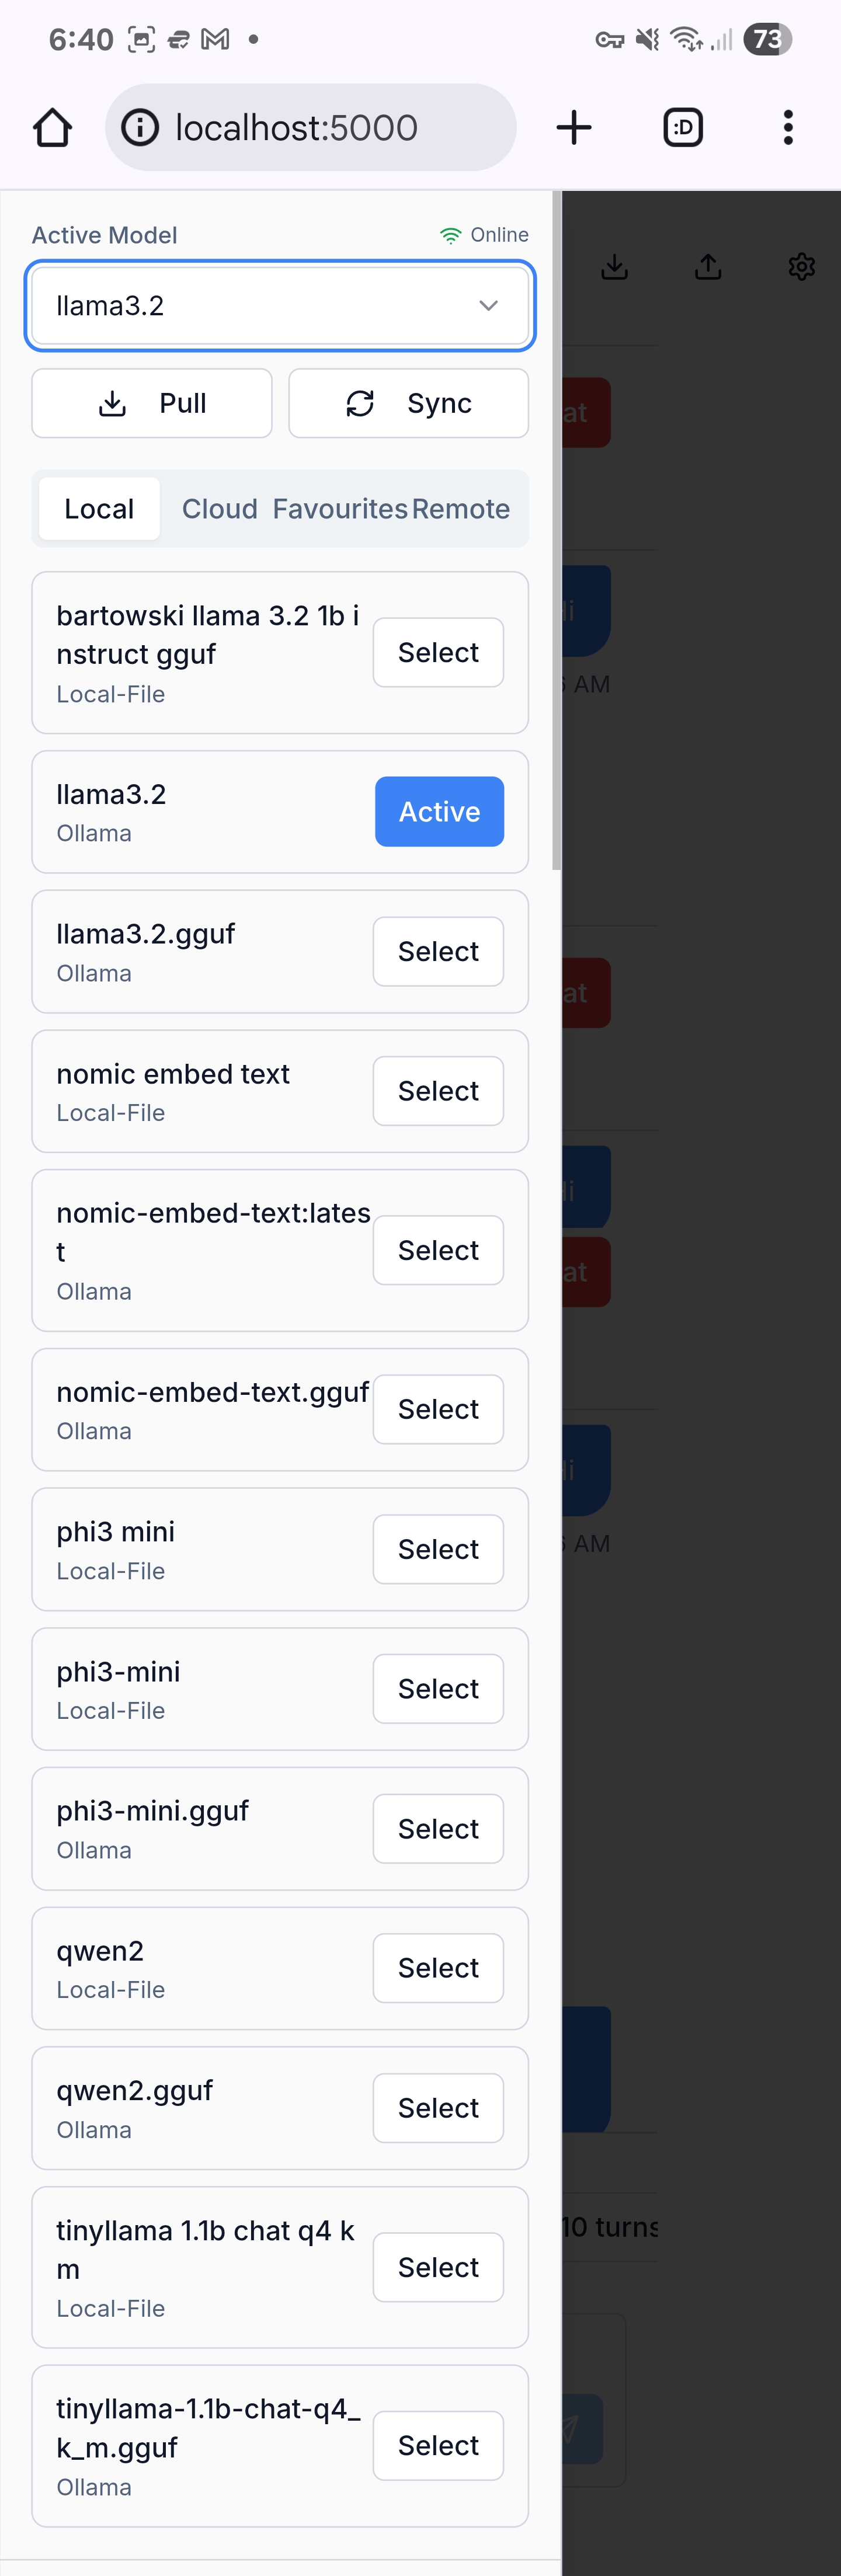 6:40
73
localhost:5000
:D
Active Model
Online
llama3.2
Pull
Sync
Local
Cloud
Favourites
Remote
bartowski llama 3.2 1b i
nstruct gguf
Local-File
Select
llama3.2
Ollama
Active
llama3.2.gguf
Ollama
Select
nomic embed text
Local-File
Select
nomic-embed-text:lates
t
Ollama
Select
nomic-embed-text.gguf
Ollama
Select
phi3 mini
Local-File
Select
phi3-mini
Local-File
Select
phi3-mini.gguf
Ollama
Select
qwen2
Local-File
Select
qwen2.gguf
Ollama
Select
tinyllama 1.1b chat q4 k
m
Local-File
Select
tinyllama-1.1b-chat-q4_
k_m.gguf
Ollama
Select
at
AM
at
at
AM
10 turns